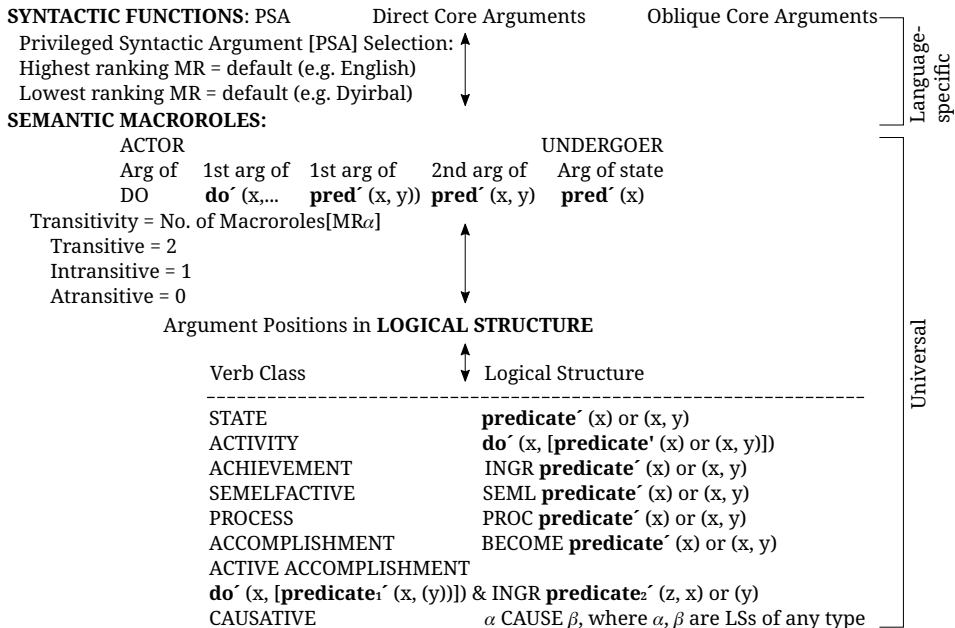 SYNTACTIC FUNCTIONS: PSA Direct Core Arguments Oblique Core Arguments
Privileged Syntactic Argument [PSA] Selection:
Highest ranking MR = default (e.g. English)
Lowest ranking MR = default (e.g. Dyirbal)
Language-
specific
SEMANTIC MACROROLES:
ACTOR UNDERGOER
Arg of 1st arg of 1st arg of 2nd arg of Arg of state
DO do´ (x,... pred´ (x, y)) pred´ (x, y) pred´ (x)
Transitivity = No. of Macroroles[MRα]
Transitive = 2
Intransitive = 1
Atransitive = 0
Argument Positions in LOGICAL STRUCTURE
Universal
Verb Class Logical Structure
STATE predicate´ (x) or (x, y)
ACTIVITY do´ (x, [predicate' (x) or (x, y)])
ACHIEVEMENT INGR predicate´ (x) or (x, y)
SEMELFACTIVE SEML predicate´ (x) or (x, y)
PROCESS PROC predicate´ (x) or (x, y)
ACCOMPLISHMENT BECOME predicate´ (x) or (x, y)
ACTIVE ACCOMPLISHMENT
do´ (x, [predicate₁´ (x, (y))]) & INGR predicate₂´ (z, x) or (y)
CAUSATIVE α CAUSE β, where α, β are LSs of any type